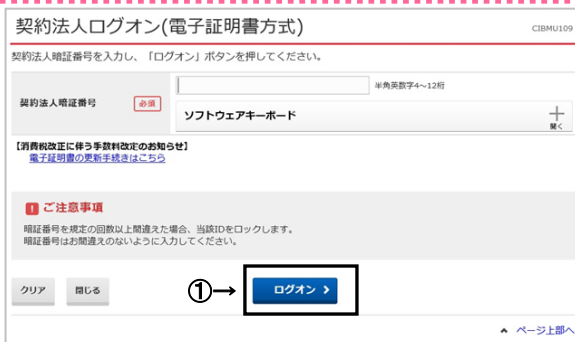 契約法人ログオン(電子証明書方式)
CIBMU109
契約法人暗証番号を入力し、「ログオン」ボタンを押してください。
契約法人暗証番号
必須
半角英数字4～12桁
ソフトウェアキーボード
開く
【消費税改正に伴う手数料改定のお知らせ】
電子証明書の更新手続きはこちら
ご注意事項
暗証番号を規定の回数以上間違えた場合、当該IDをロックします。
暗証番号はお間違えのないように入力してください。
クリア
閉じる
①→
ログオン
ページ上部へ